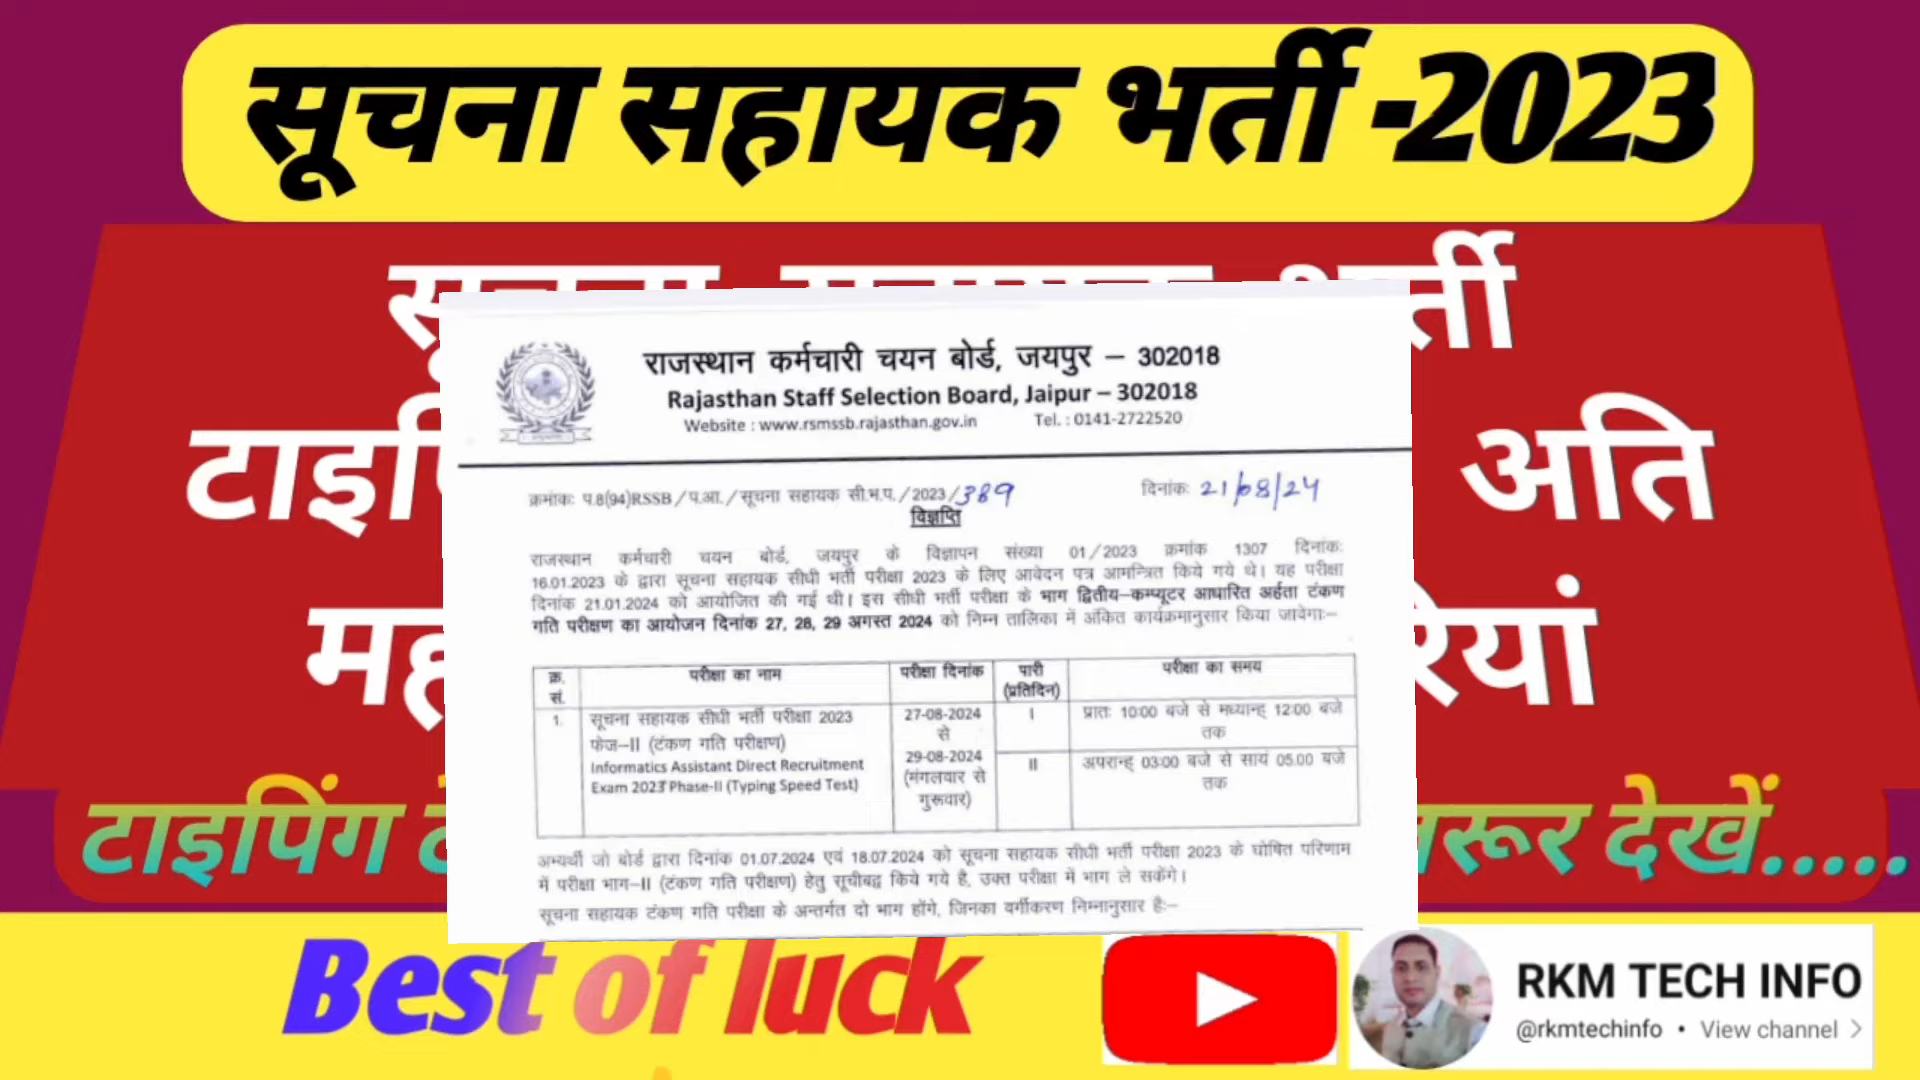 सूचना सहायक भर्ती -2023
र्ती
अति
टाइपिंग
जरूर देखें.....
राजस्थान कर्मचारी चयन बोर्ड, जयपुर – 302018
Rajasthan Staff Selection Board, Jaipur – 302018
Website : www.rsmssb.rajasthan.gov.in Tel. : 0141-2722520
क्रमांकः प.8(94)RSSB/प.आ./सूचना सहायक सी.भ.प./2023/389 दिनांकः 21/08/24
विज्ञप्ति
राजस्थान कर्मचारी चयन बोर्ड, जयपुर के विज्ञापन संख्या 01/2023 क्रमांक 1307 दिनांकः
16.01.2023 के द्वारा सूचना सहायक सीधी भर्ती परीक्षा 2023 के लिए आवेदन पत्र आमन्त्रित किये गये थे। यह परीक्षा
दिनांक 21.01.2024 को आयोजित की गई थी। इस सीधी भर्ती परीक्षा के भाग द्वितीय–कम्प्यूटर आधारित अर्हता टंकण
गति परीक्षण का आयोजन दिनांक 27, 28, 29 अगस्त 2024 को निम्न तालिका में अंकित कार्यक्रमानुसार किया जावेगाः–
क्र. सं. परीक्षा का नाम परीक्षा दिनांक पारी (प्रतिदिन) परीक्षा का समय
1. सूचना सहायक सीधी भर्ती परीक्षा 2023
फेज–II (टंकण गति परीक्षण)
Informatics Assistant Direct Recruitment
Exam 2023 Phase-II (Typing Speed Test)
27-08-2024
से
29-08-2024
(मंगलवार से
गुरूवार)
I प्रातः 10:00 बजे से मध्यान्ह् 12:00 बजे
तक
II अपरान्ह् 03:00 बजे से सायं 05.00 बजे
तक
अभ्यर्थी जो बोर्ड द्वारा दिनांक 01.07.2024 एवं 18.07.2024 को सूचना सहायक सीधी भर्ती परीक्षा 2023 के घोषित परिणाम
में परीक्षा भाग–II (टंकण गति परीक्षण) हेतु सूचीबद्व किये गये है, उक्त परीक्षा में भाग ले सकेंगे।
सूचना सहायक टंकण गति परीक्षा के अन्तर्गत दो भाग होंगे, जिनका वर्गीकरण निम्नानुसार हैः–
Best of luck
RKM TECH INFO
@rkmtechinfo • View channel >